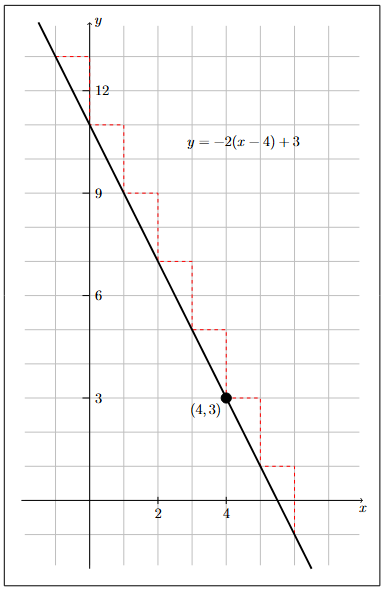 y
12
y = −2(x − 4) + 3
9
6
3
(4, 3)
2 4 x